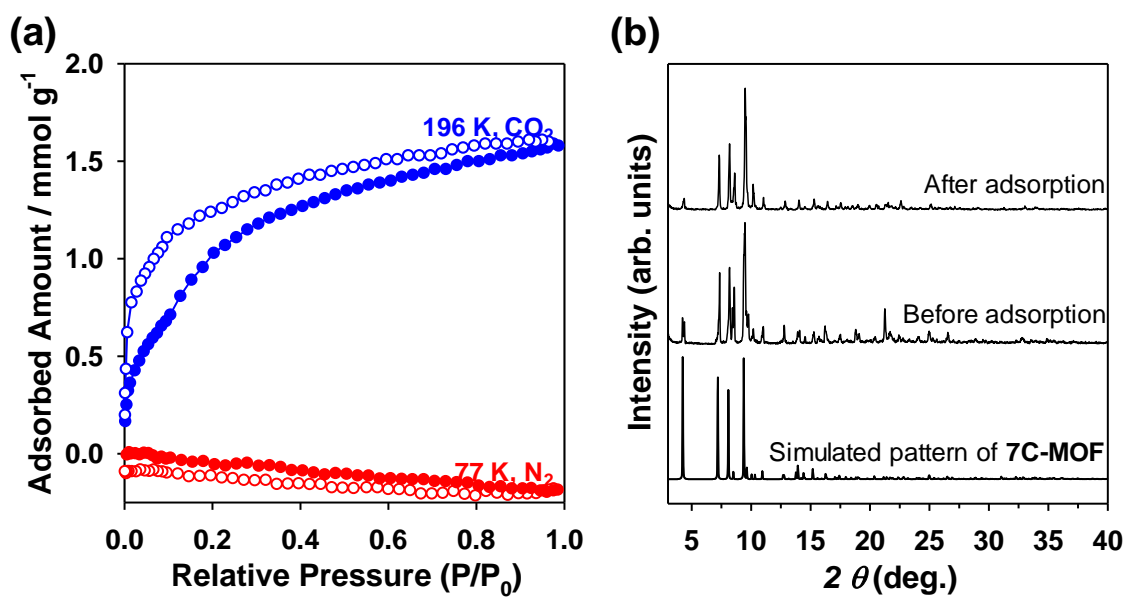 (a)
Adsorbed Amount / mmol g⁻¹
2.0
1.5
1.0
0.5
0.0
196 K, CO₂
77 K, N₂
0.0 0.2 0.4 0.6 0.8 1.0
Relative Pressure (P/P₀)
(b)
Intensity (arb. units)
After adsorption
Before adsorption
Simulated pattern of 7C-MOF
5 10 15 20 25 30 35 40
2 θ (deg.)